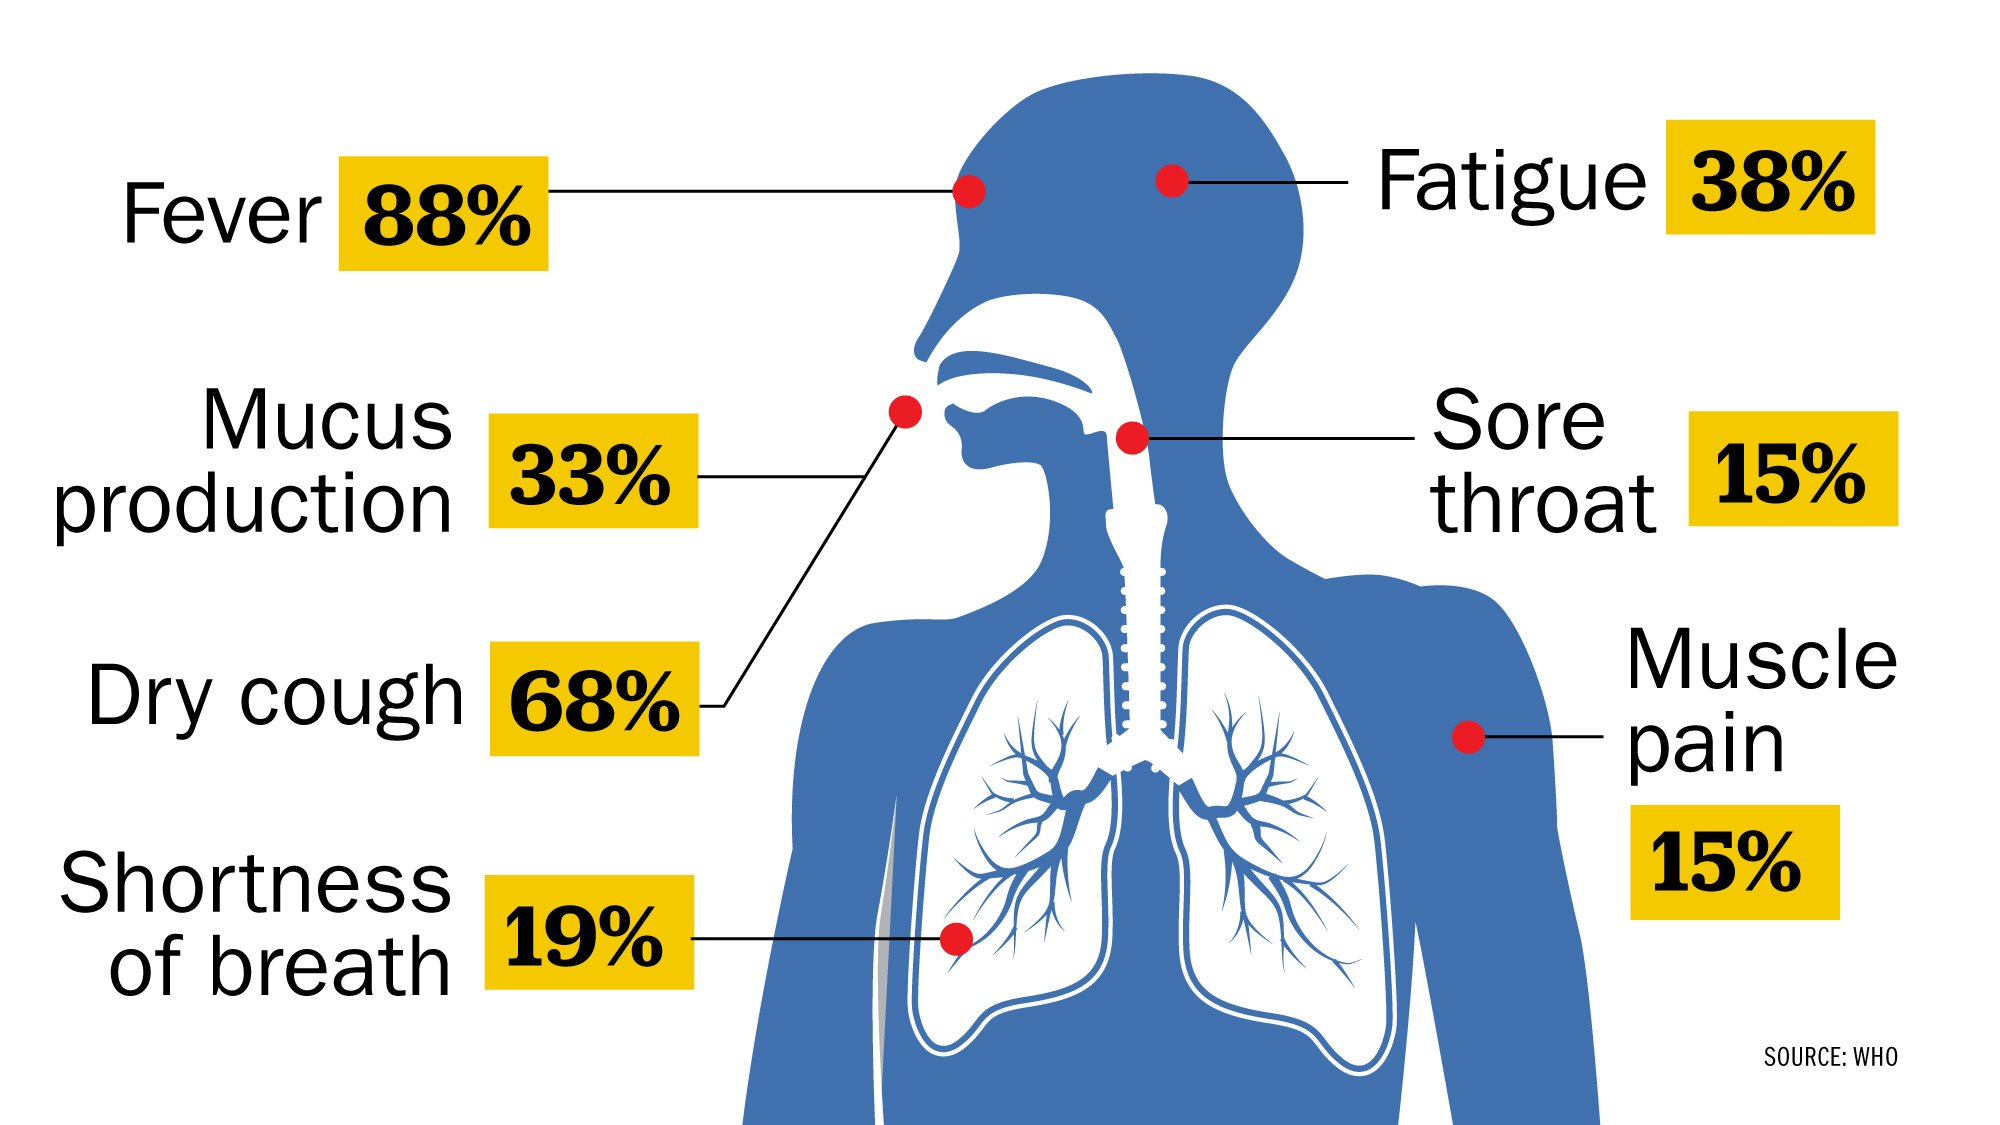 Fever 88%
Fatigue 38%
Mucus
production 33%
Sore
throat 15%
Dry cough 68%
Muscle
pain
15%
Shortness
of breath 19%
SOURCE: WHO